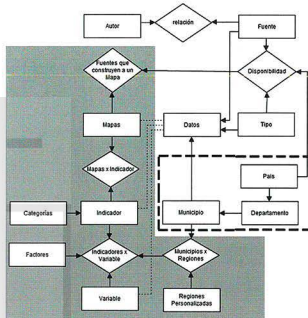 Autor
relación
Fuente
Fuentes que
construyen a un
Mapa
Disponibilidad
Mapas
Datos
Tipo
Mapas x Indicador
País
Categorías
Indicador
Municipio
Departamento
Factores
Indicadores x
Variable
Municipios x
Regiones
Variable
Regiones
Personalizadas